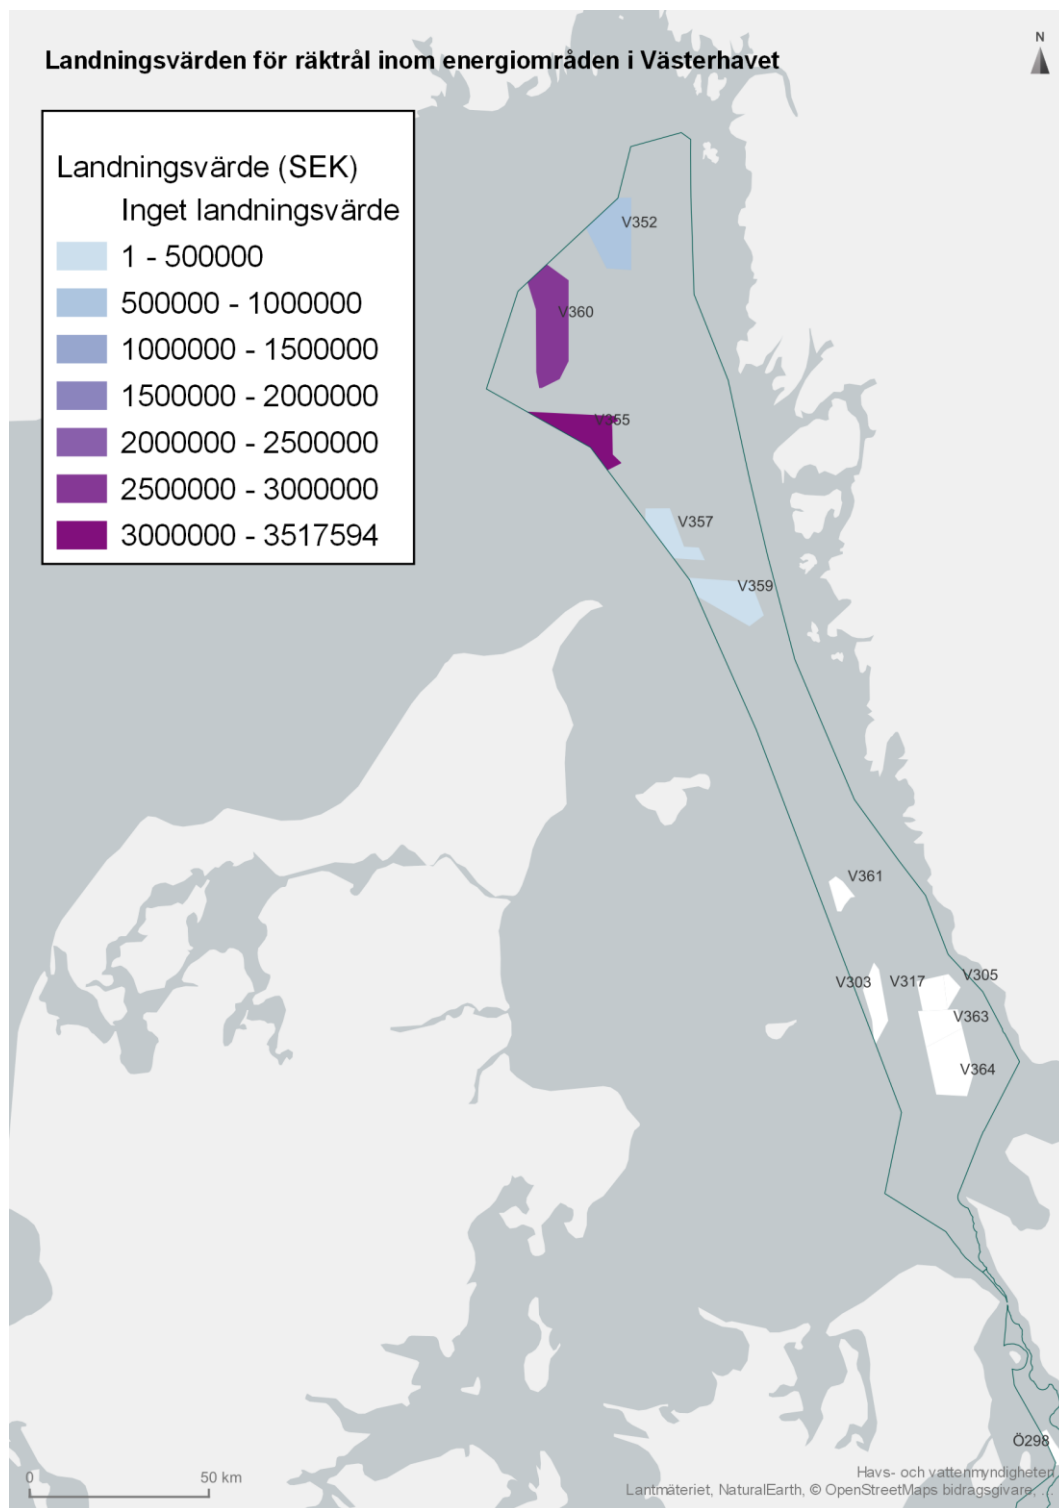 N
Landningsvärden för räktrål inom energiområden i Västerhavet
Landningsvärde (SEK)
Inget landningsvärde
1 - 500000
500000 - 1000000
1000000 - 1500000
1500000 - 2000000
2000000 - 2500000
2500000 - 3000000
3000000 - 3517594
V352
V360
V355
V357
V359
V361
V303
V317
V305
V363
V364
Ö298
0
50 km
Havs- och vattenmyndigheten
Lantmäteriet, NaturalEarth, © OpenStreetMaps bidragsgivare, ...